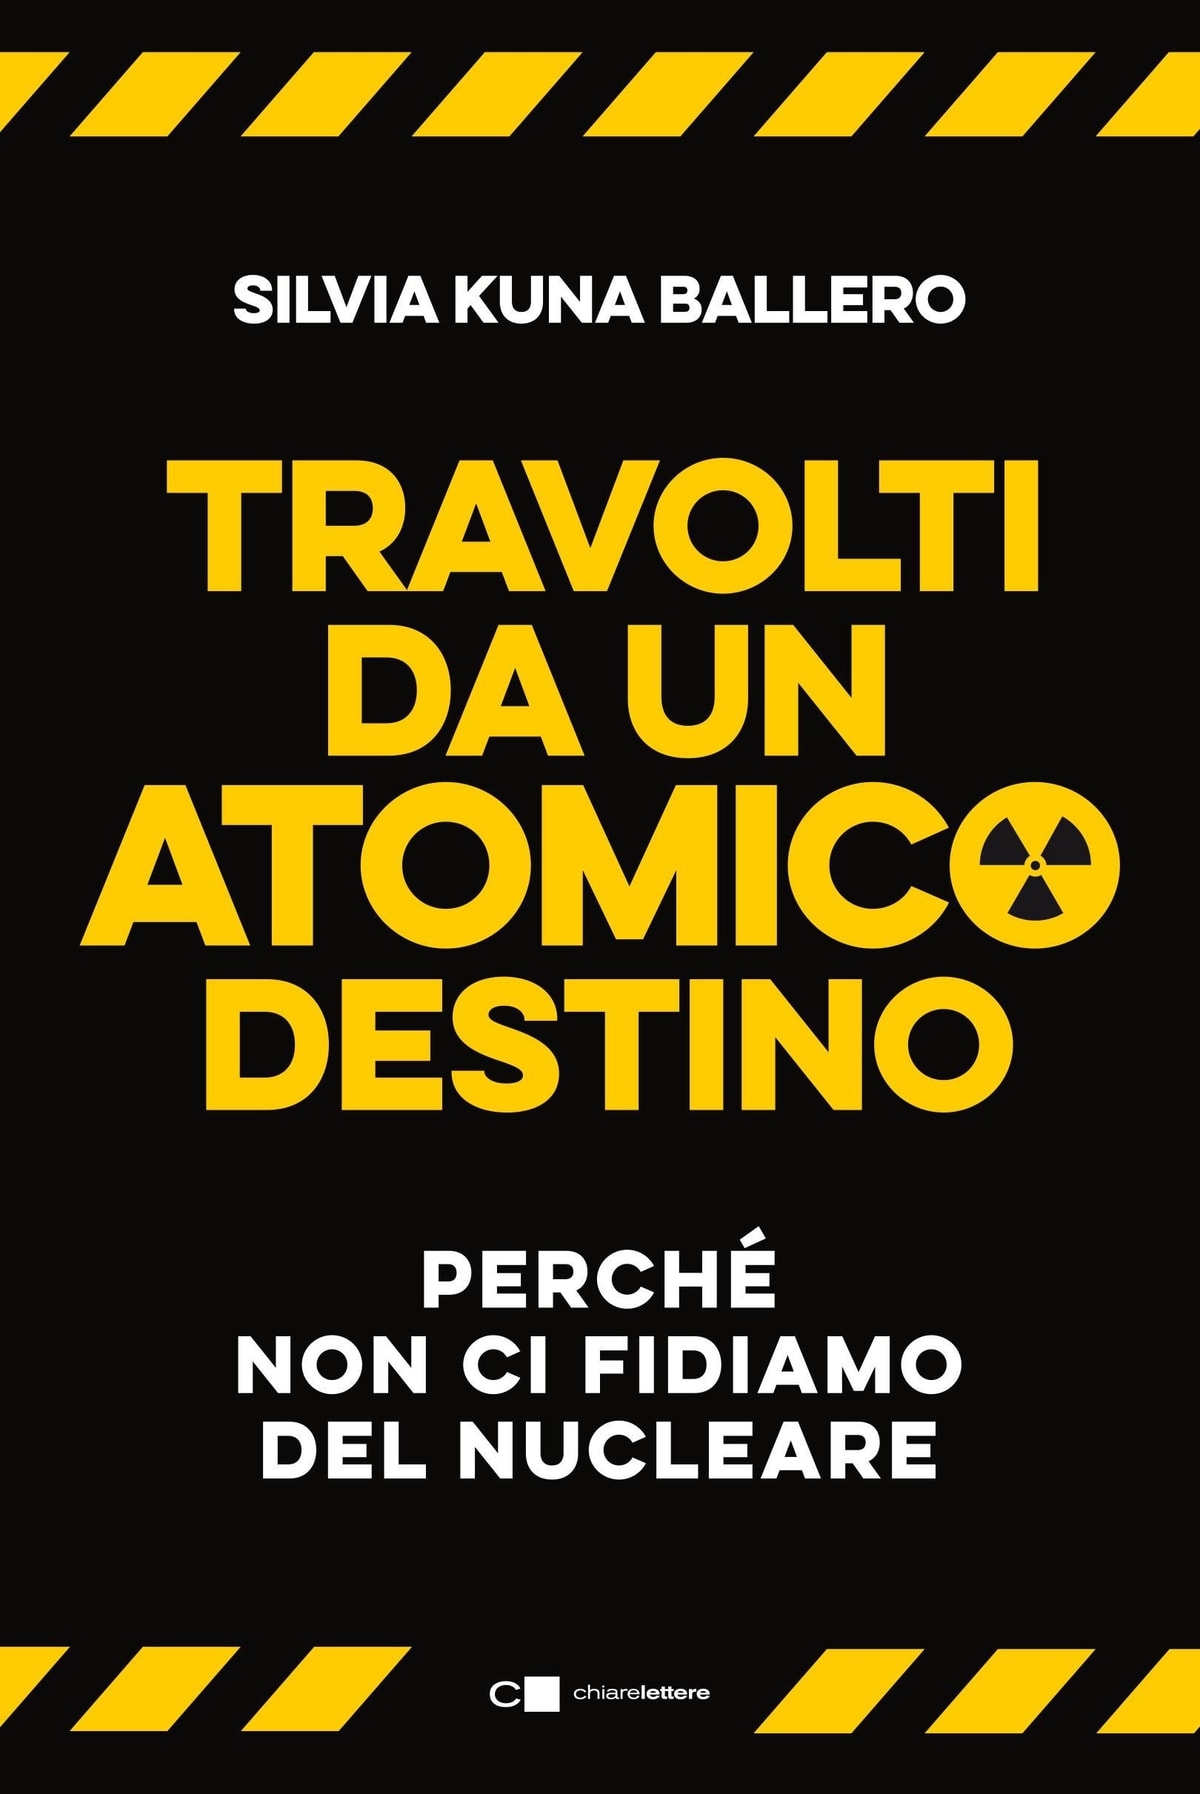 SILVIA KUNA BALLERO
TRAVOLTI
DA UN
ATOMICO
DESTINO
PERCHÉ
NON CI FIDIAMO
DEL NUCLEARE
C chiarelettere